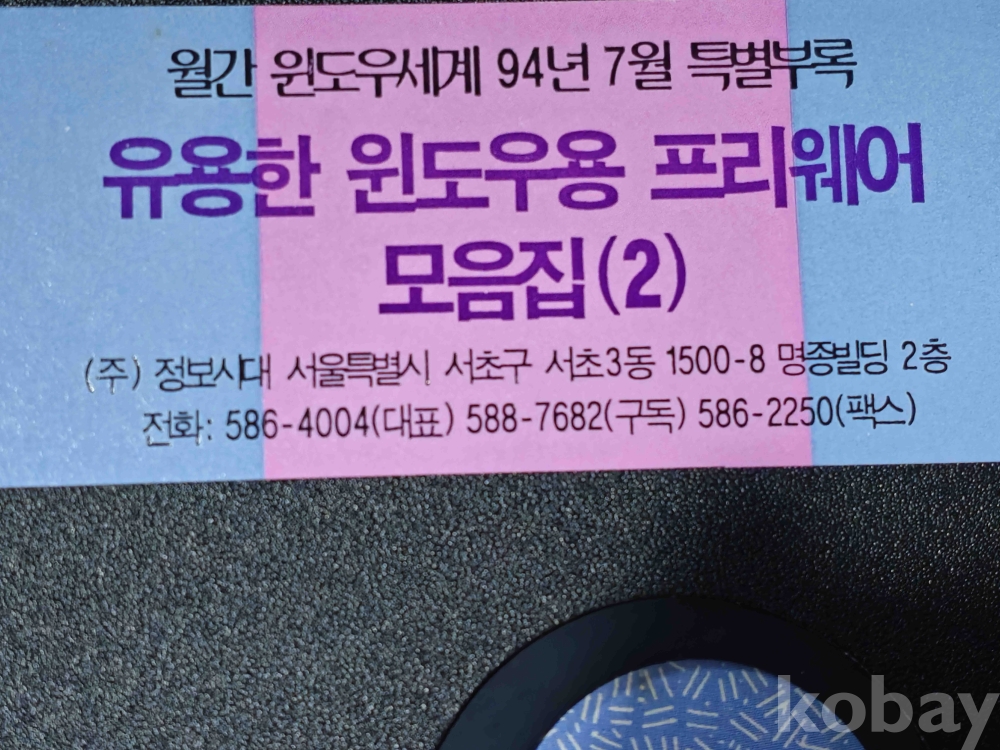 월간 윈도우세계 94년 7월 특별부록
유용한 윈도우용 프리웨어
모음집(2)
(주) 정보시대 서울특별시 서초구 서초3동 1500-8 명종빌딩 2층
전화: 586-4004(대표) 588-7682(구독) 586-2250(팩스)
kobay